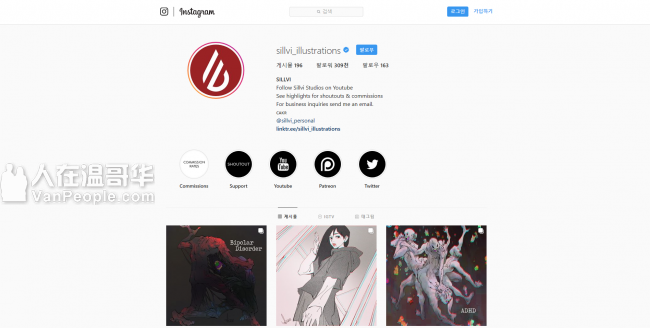 Instagram
검색
로그인
가입하기
sillvi_illustrations
팔로우
게시물 196
팔로워 309천
팔로우 163
SILLVI
Follow Sillvi Studios on Youtube
See highlights for shoutouts & commissions
For business inquiries send me an email.
@sillvi_personal
linktr.ee/sillvi_illustrations
COMMISSION
SHOUTOUT
You
Tube
Commissions
Support
Youtube
Patreon
Twitter
人在温哥华
VanPeople.com
게시물
IGTV
태그됨
Bipolar
Disorder
ADHD